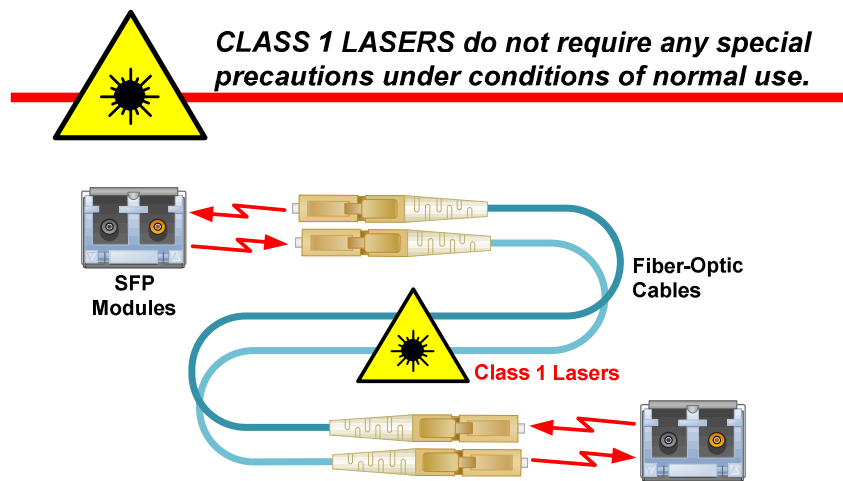 CLASS 1 LASERS do not require any special
precautions under conditions of normal use.
SFP
Modules
Fiber-Optic
Cables
Class 1 Lasers